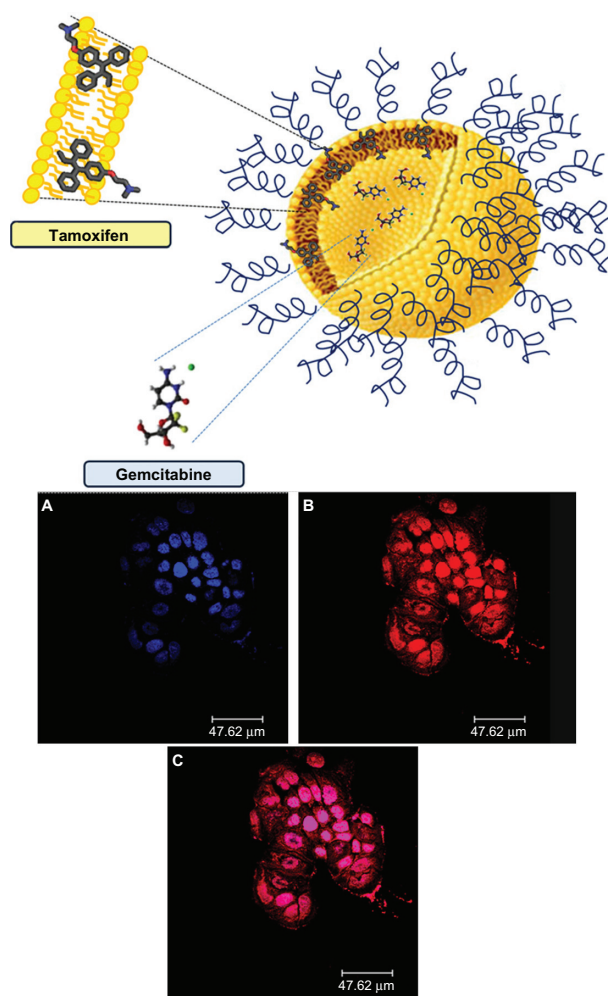 Tamoxifen
Gemcitabine
A
B
47.62 μm
47.62 μm
C
47.62 μm